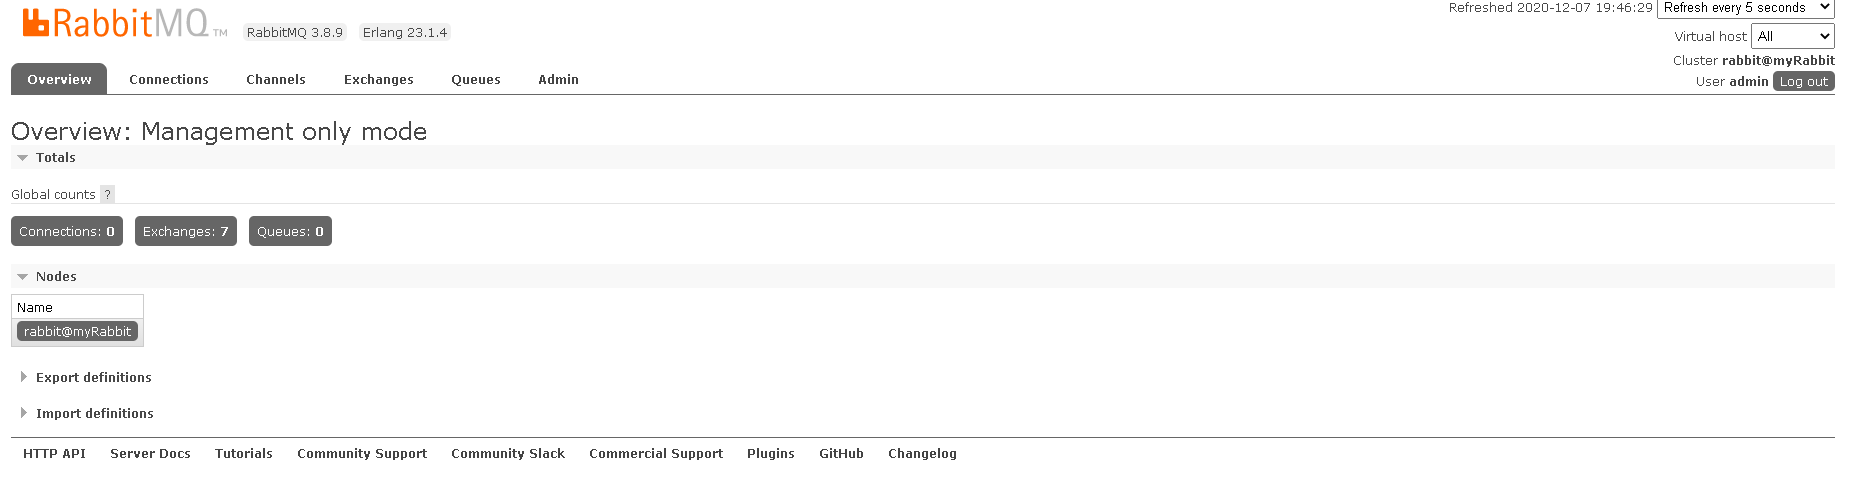 RabbitMQ TM RabbitMQ 3.8.9 Erlang 23.1.4
Refreshed 2020-12-07 19:46:29 Refresh every 5 seconds
Virtual host All
Cluster rabbit@myRabbit
User admin Log out
Overview Connections Channels Exchanges Queues Admin
Overview: Management only mode
Totals
Global counts ?
Connections: 0 Exchanges: 7 Queues: 0
Nodes
Name
rabbit@myRabbit
Export definitions
Import definitions
HTTP API Server Docs Tutorials Community Support Community Slack Commercial Support Plugins GitHub Changelog